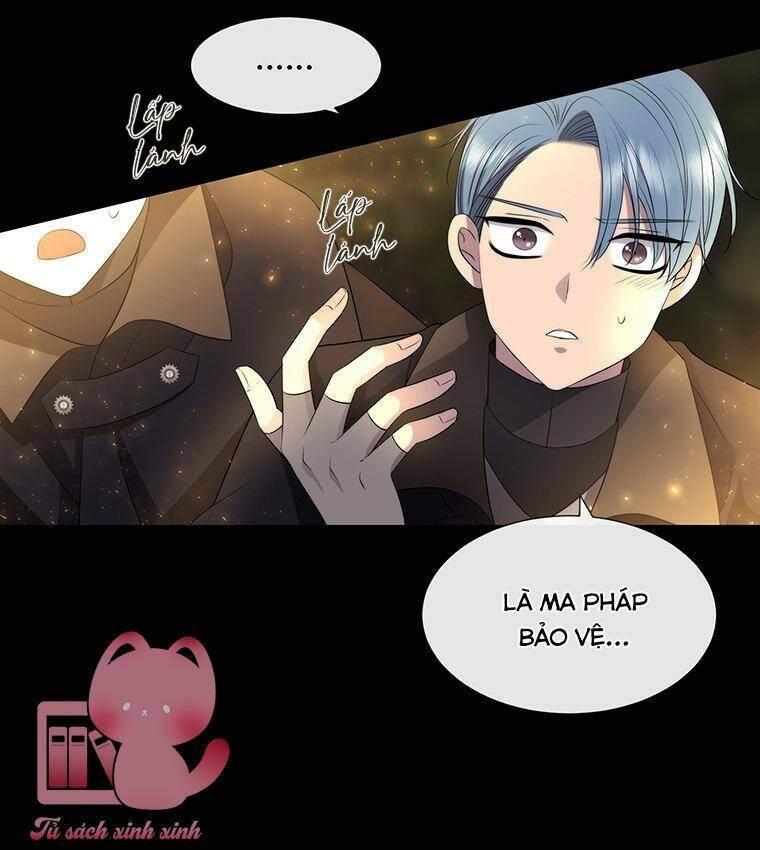 ......
Lấp
lánh
Lấp
lánh
LÀ MA PHÁP
BẢO VỆ...
Tủ sách xinh xinh